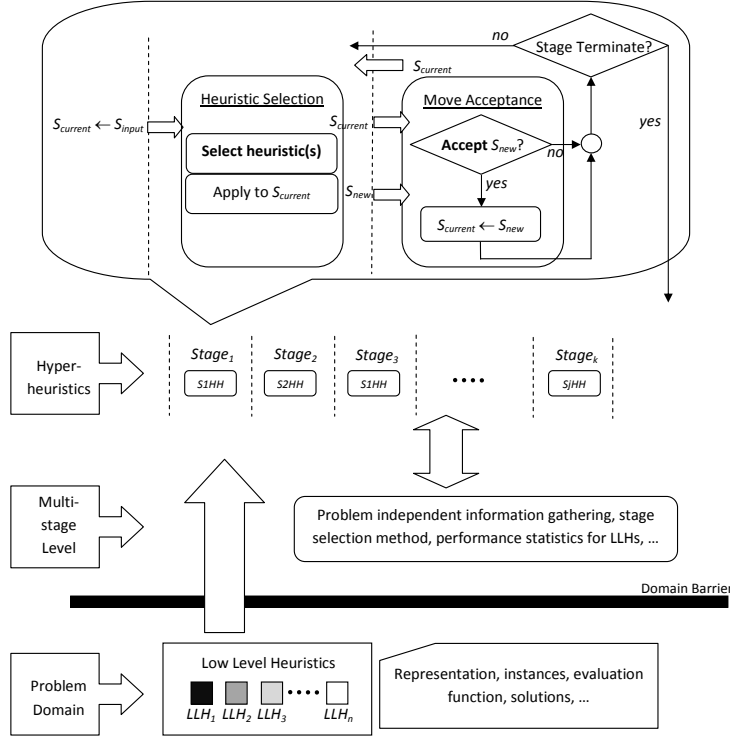 no
Stage Terminate?
S_current
Heuristic Selection
Move Acceptance
S_current ← S_input
S_current
yes
Select heuristic(s)
Accept S_new?
no
Apply to S_current
S_new
yes
S_current ← S_new
Hyper-
heuristics
Stage_1
Stage_2
Stage_3
Stage_k
S1HH
S2HH
S1HH
....
SjHH
Multi-
stage
Level
Problem independent information gathering, stage
selection method, performance statistics for LLHs, ...
Domain Barrier
Problem
Domain
Low Level Heuristics
....
LLH_1 LLH_2 LLH_3 LLH_n
Representation, instances, evaluation
function, solutions, ...